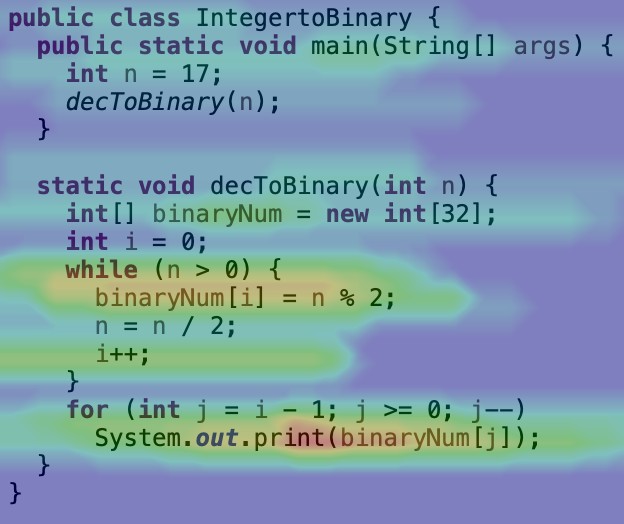 public class IntegertoBinary {
  public static void main(String[] args) {
    int n = 17;
    decToBinary(n);
  }

  static void decToBinary(int n) {
    int[] binaryNum = new int[32];
    int i = 0;
    while (n > 0) {
      binaryNum[i] = n % 2;
      n = n / 2;
      i++;
    }
    for (int j = i - 1; j >= 0; j--)
      System.out.print(binaryNum[j]);
  }
}